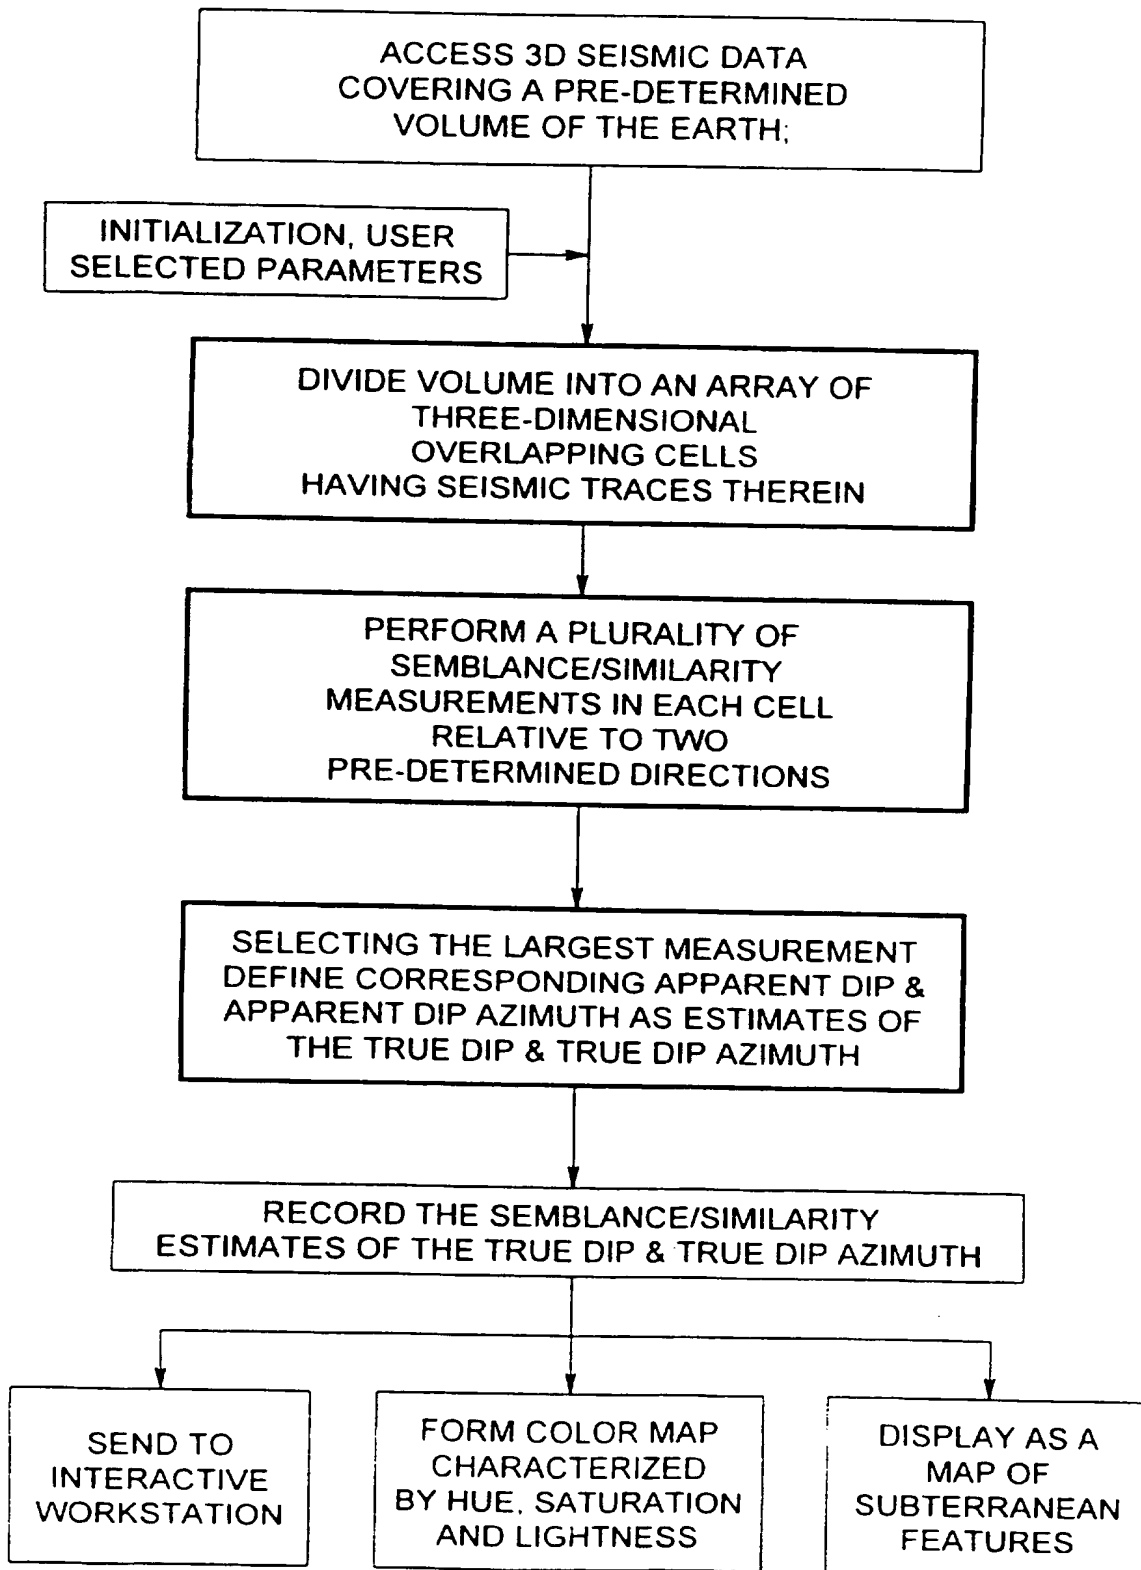 ACCESS 3D SEISMIC DATA
COVERING A PRE-DETERMINED
VOLUME OF THE EARTH;
INITIALIZATION, USER
SELECTED PARAMETERS
DIVIDE VOLUME INTO AN ARRAY OF
THREE-DIMENSIONAL
OVERLAPPING CELLS
HAVING SEISMIC TRACES THEREIN
PERFORM A PLURALITY OF
SEMBLANCE/SIMILARITY
MEASUREMENTS IN EACH CELL
RELATIVE TO TWO
PRE-DETERMINED DIRECTIONS
SELECTING THE LARGEST MEASUREMENT
DEFINE CORRESPONDING APPARENT DIP &
APPARENT DIP AZIMUTH AS ESTIMATES OF
THE TRUE DIP & TRUE DIP AZIMUTH
RECORD THE SEMBLANCE/SIMILARITY
ESTIMATES OF THE TRUE DIP & TRUE DIP AZIMUTH
SEND TO
INTERACTIVE
WORKSTATION
FORM COLOR MAP
CHARACTERIZED
BY HUE, SATURATION
AND LIGHTNESS
DISPLAY AS A
MAP OF
SUBTERRANEAN
FEATURES